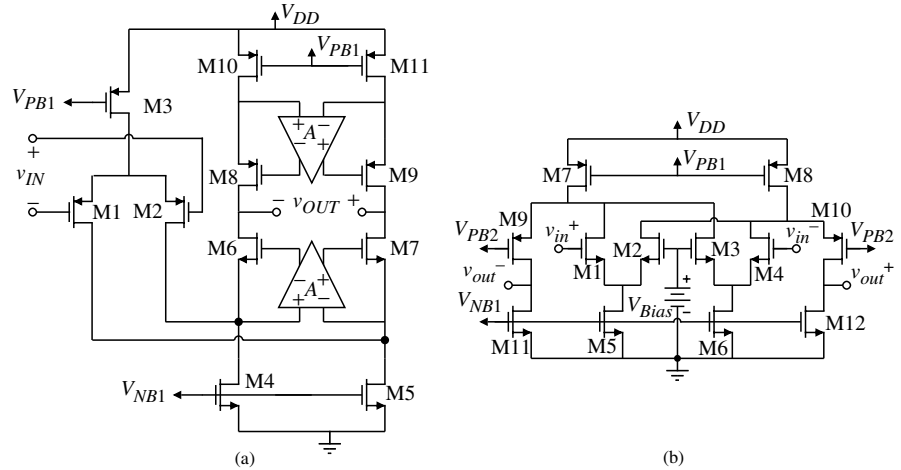 V_DD
V_PB1
M10
M11
V_PB1
M3
A
−
+
−
+
v_IN
+
−
M8
M9
M1
M2
−
v_OUT
+
M6
M7
A
−
+
+
−
M4
V_NB1
M5
(a)
V_DD
M7
V_PB1
M8
M9
M10
V_PB2
v_in^+
M2
M3
v_in^−
V_PB2
v_out^−
M1
M4
v_out^+
V_NB1
V_Bias
+
−
M11
M5
M6
M12
(b)